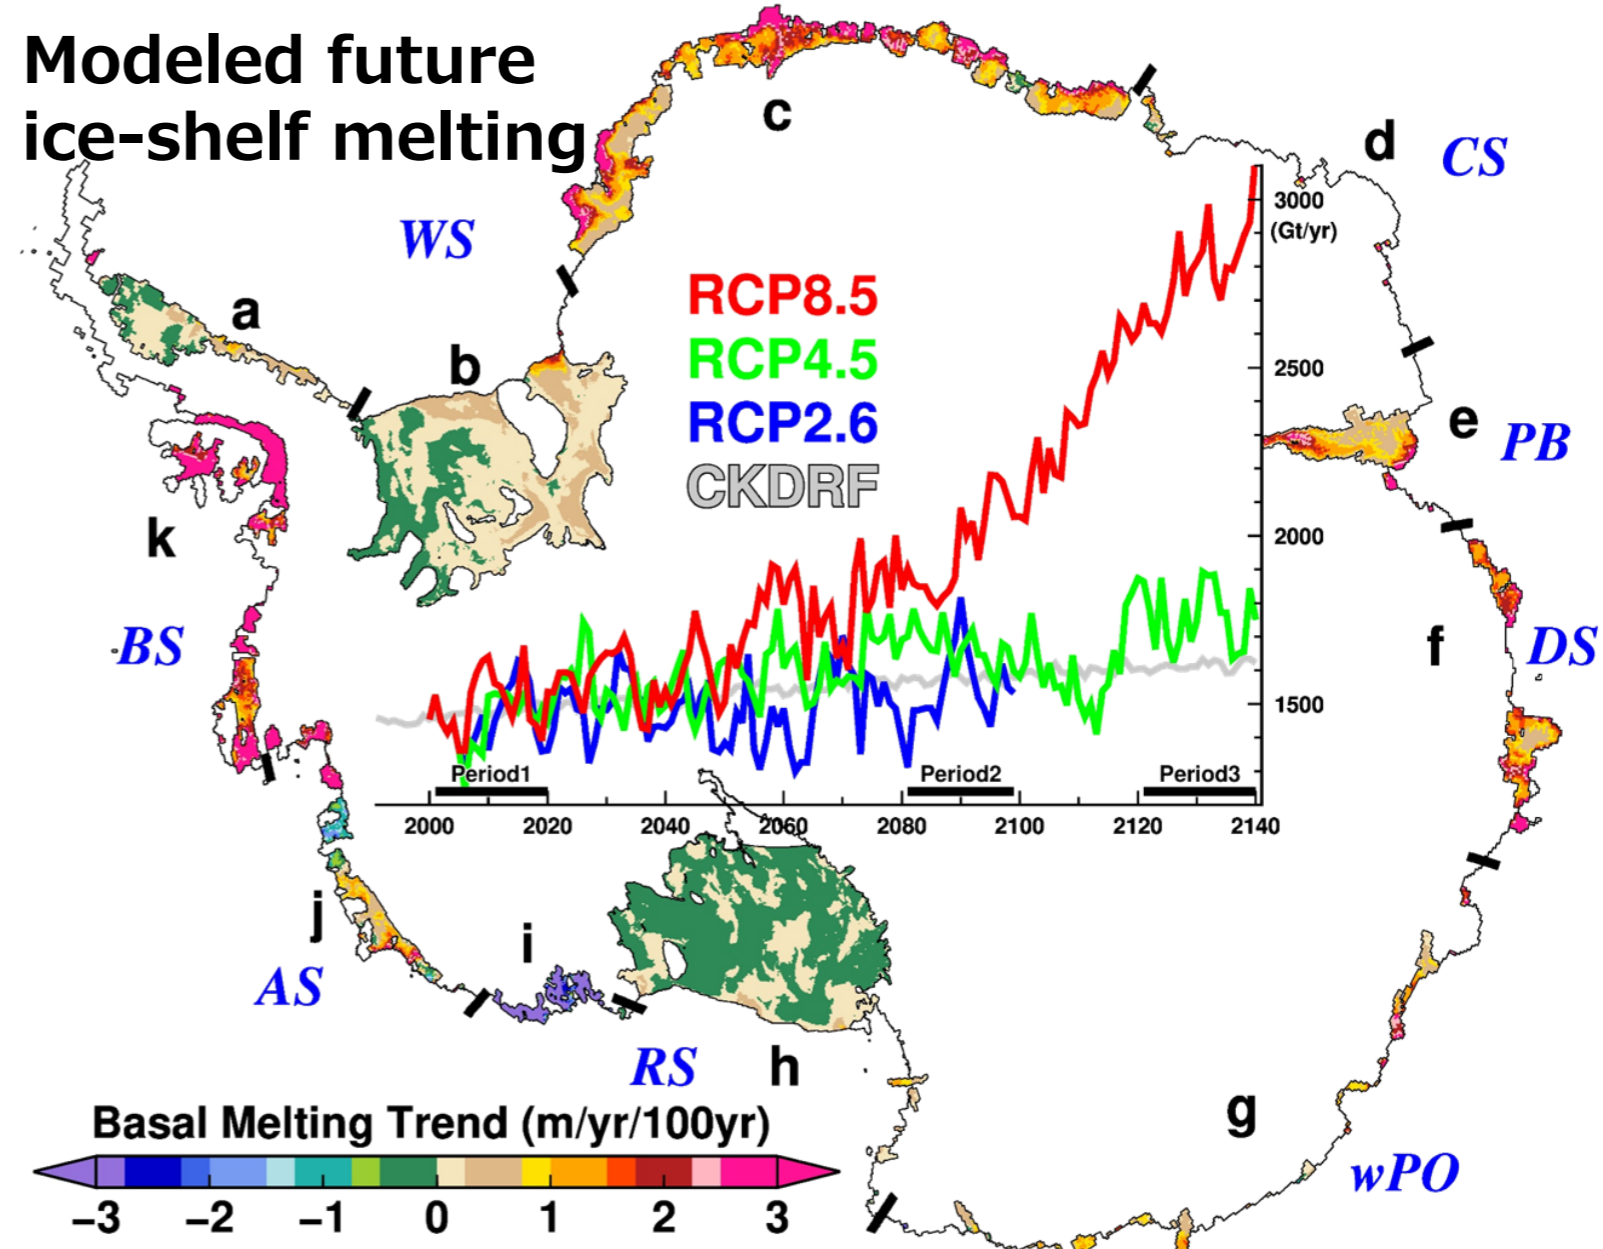 Modeled future
ice-shelf melting
c
d
CS
WS
3000
(Gt/yr)
a
RCP8.5
b
RCP4.5
2500
RCP2.6
e
PB
CKDRF
k
2000
BS
f
DS
1500
Period1
Period2
Period3
2000 2020 2040 2060 2080 2100 2120 2140
j
i
AS
RS
h
g
Basal Melting Trend (m/yr/100yr)
wPO
−3 −2 −1 0 1 2 3